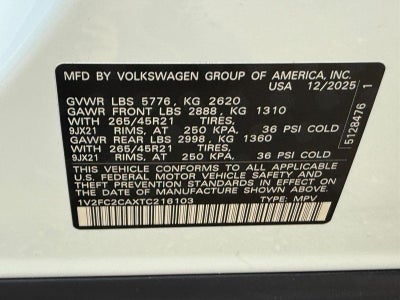 MFD BY VOLKSWAGEN GROUP OF AMERICA, INC.
USA 12/2025
GVWR LBS 5776, KG 2620
GAWR FRONT LBS 2888, KG 1310
WITH 265/45R21 TIRES,
9JX21 RIMS, AT 250 KPA, 36 PSI COLD
GAWR REAR LBS 2998, KG 1360
WITH 265/45R21 TIRES,
9JX21 RIMS, AT 250 KPA, 36 PSI COLD
THIS VEHICLE CONFORMS TO ALL APPLICABLE
U.S. FEDERAL MOTOR VEHICLE SAFETY AND
THEFT PREVENTION STANDARDS IN EFFECT ON
THE DATE OF MANUFACTURE SHOWN ABOVE.
1V2FC2CAXTC216103 TYPE: MPV
5128476 1